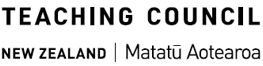 TEACHING COUNCIL
NEW ZEALAND | Matatū Aotearoa